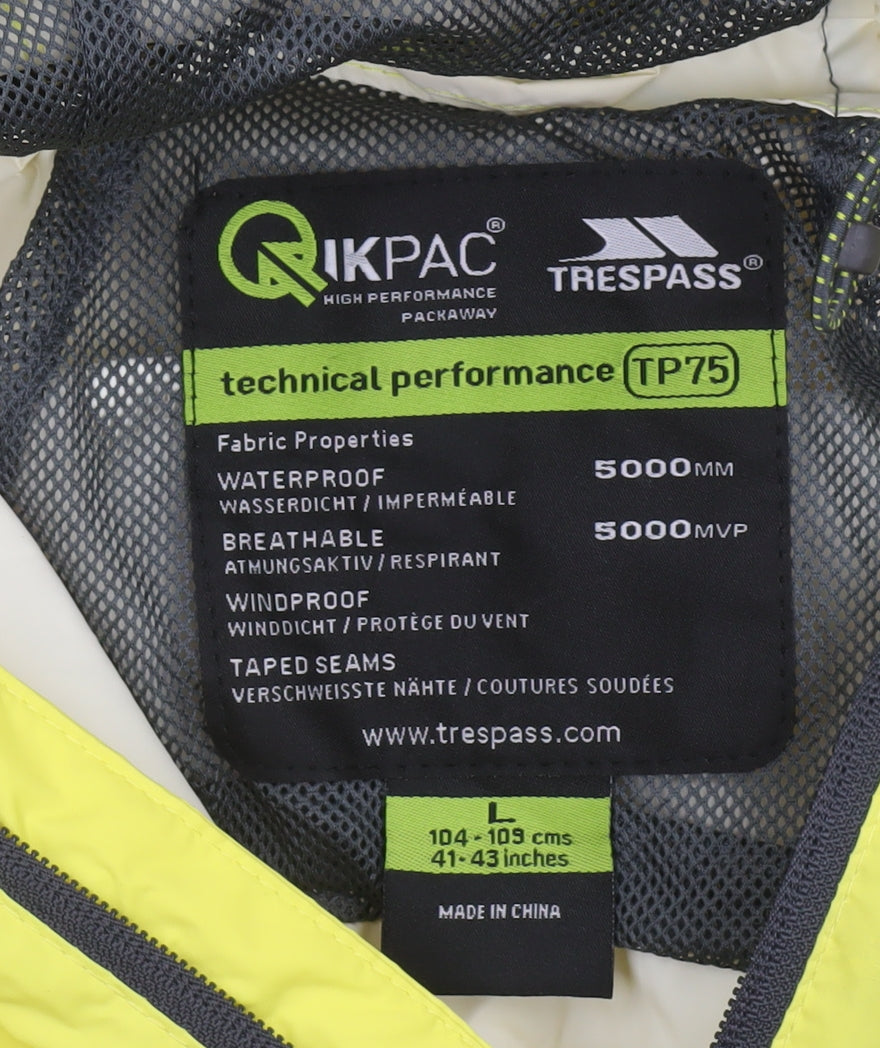 QIKPAC®
HIGH PERFORMANCE
PACKAWAY
TRESPASS®
technical performance TP75
Fabric Properties
WATERPROOF 5000MM
WASSERDICHT / IMPERMÉABLE
BREATHABLE 5000MVP
ATMUNGSAKTIV / RESPIRANT
WINDPROOF
WINDDICHT / PROTÈGE DU VENT
TAPED SEAMS
VERSCHWEISSTE NÄHTE / COUTURES SOUDÉES
www.trespass.com
L
104 - 109 cms
41 - 43 inches
MADE IN CHINA